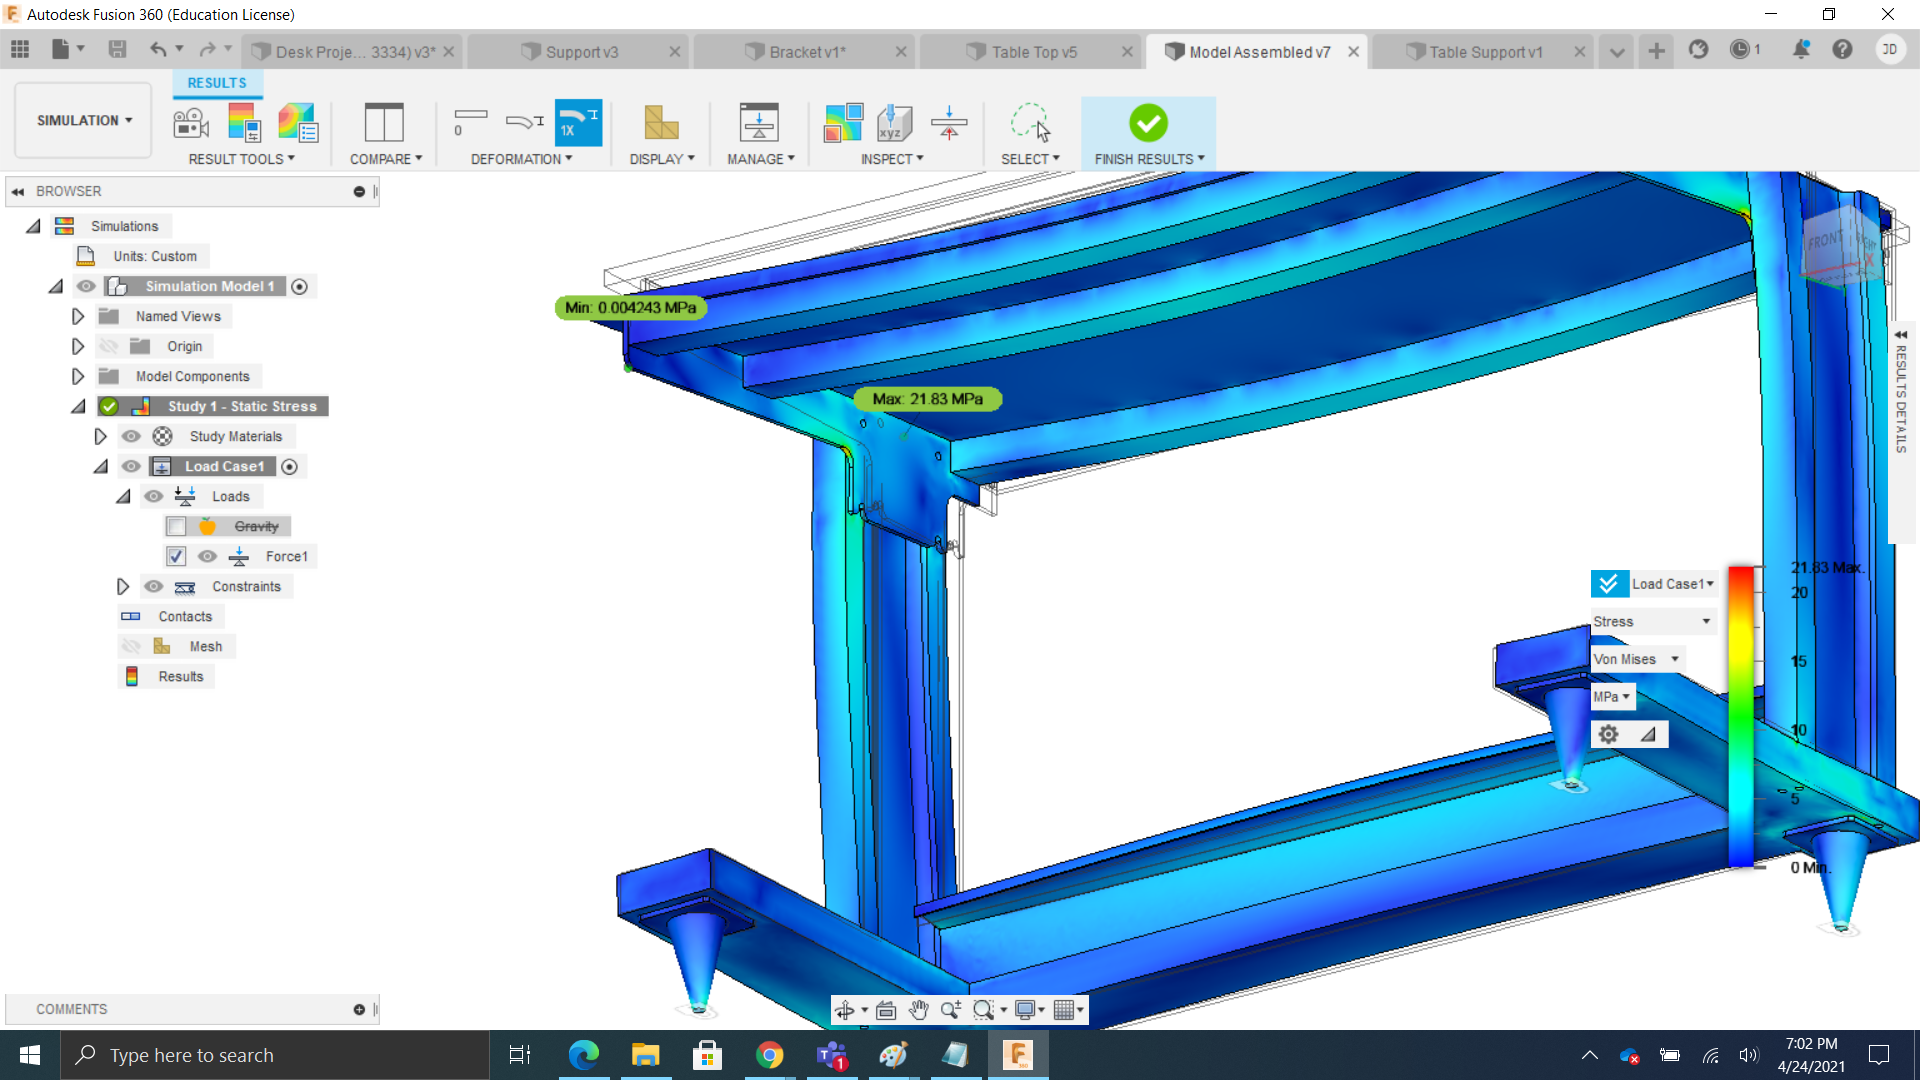 Autodesk Fusion 360 (Education License)
Desk Proje... 3334) v3*
Support v3
Bracket v1*
Table Top v5
Model Assembled v7
Table Support v1
1
JD
RESULTS
SIMULATION
0
1X
xyz
RESULT TOOLS
COMPARE
DEFORMATION
DISPLAY
MANAGE
INSPECT
SELECT
FINISH RESULTS
BROWSER
Simulations
Units: Custom
Simulation Model 1
Named Views
Origin
Model Components
Study 1 - Static Stress
Study Materials
Load Case1
Loads
Gravity
Force1
Constraints
Contacts
Mesh
Results
Min: 0.004243 MPa
Max: 21.83 MPa
FRONT
RIGHT
X
RESULTS DETAILS
Load Case1
Stress
Von Mises
MPa
21.83 Max.
20
15
10
5
0 Min.
COMMENTS
Type here to search
1
F
360
7:02 PM
4/24/2021